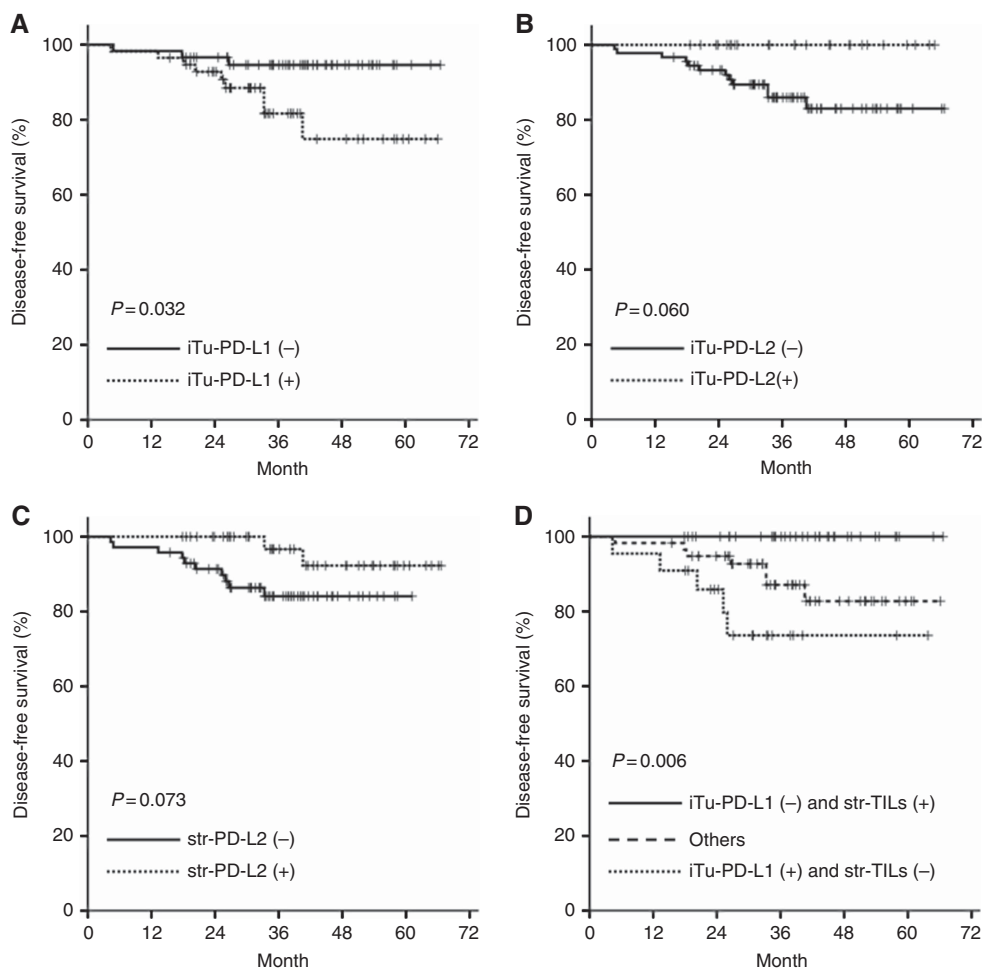 A
Disease-free survival (%)
100
80
60
40
20
0
P=0.032
iTu-PD-L1 (–)
iTu-PD-L1 (+)
0 12 24 36 48 60 72
Month
B
Disease-free survival (%)
100
80
60
40
20
0
P=0.060
iTu-PD-L2 (–)
iTu-PD-L2(+)
0 12 24 36 48 60 72
Month
C
Disease-free survival (%)
100
80
60
40
20
0
P=0.073
str-PD-L2 (–)
str-PD-L2 (+)
0 12 24 36 48 60 72
Month
D
Disease-free survival (%)
100
80
60
40
20
0
P=0.006
iTu-PD-L1 (–) and str-TILs (+)
Others
iTu-PD-L1 (+) and str-TILs (–)
0 12 24 36 48 60 72
Month